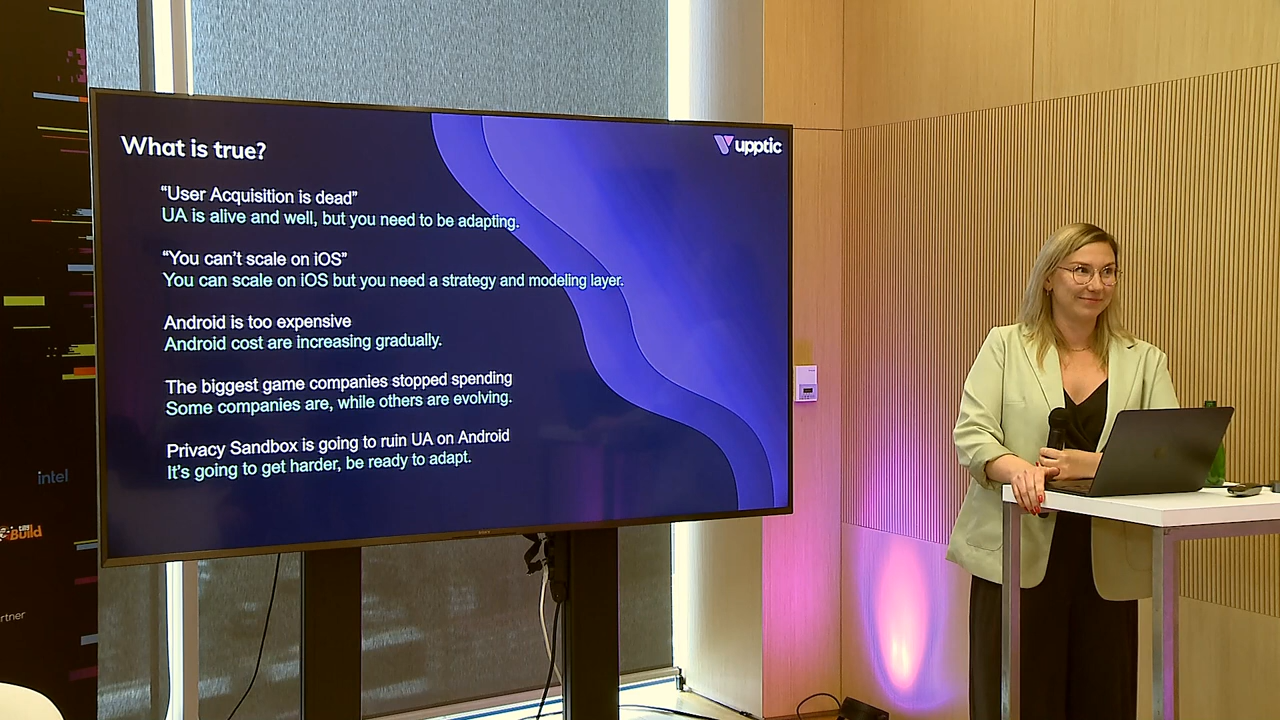 What is true?
upptic
“User Acquisition is dead”
UA is alive and well, but you need to be adapting.
“You can’t scale on iOS”
You can scale on iOS but you need a strategy and modeling layer.
Android is too expensive
Android cost are increasing gradually.
The biggest game companies stopped spending
Some companies are, while others are evolving.
Privacy Sandbox is going to ruin UA on Android
It’s going to get harder, be ready to adapt.
intel
Build